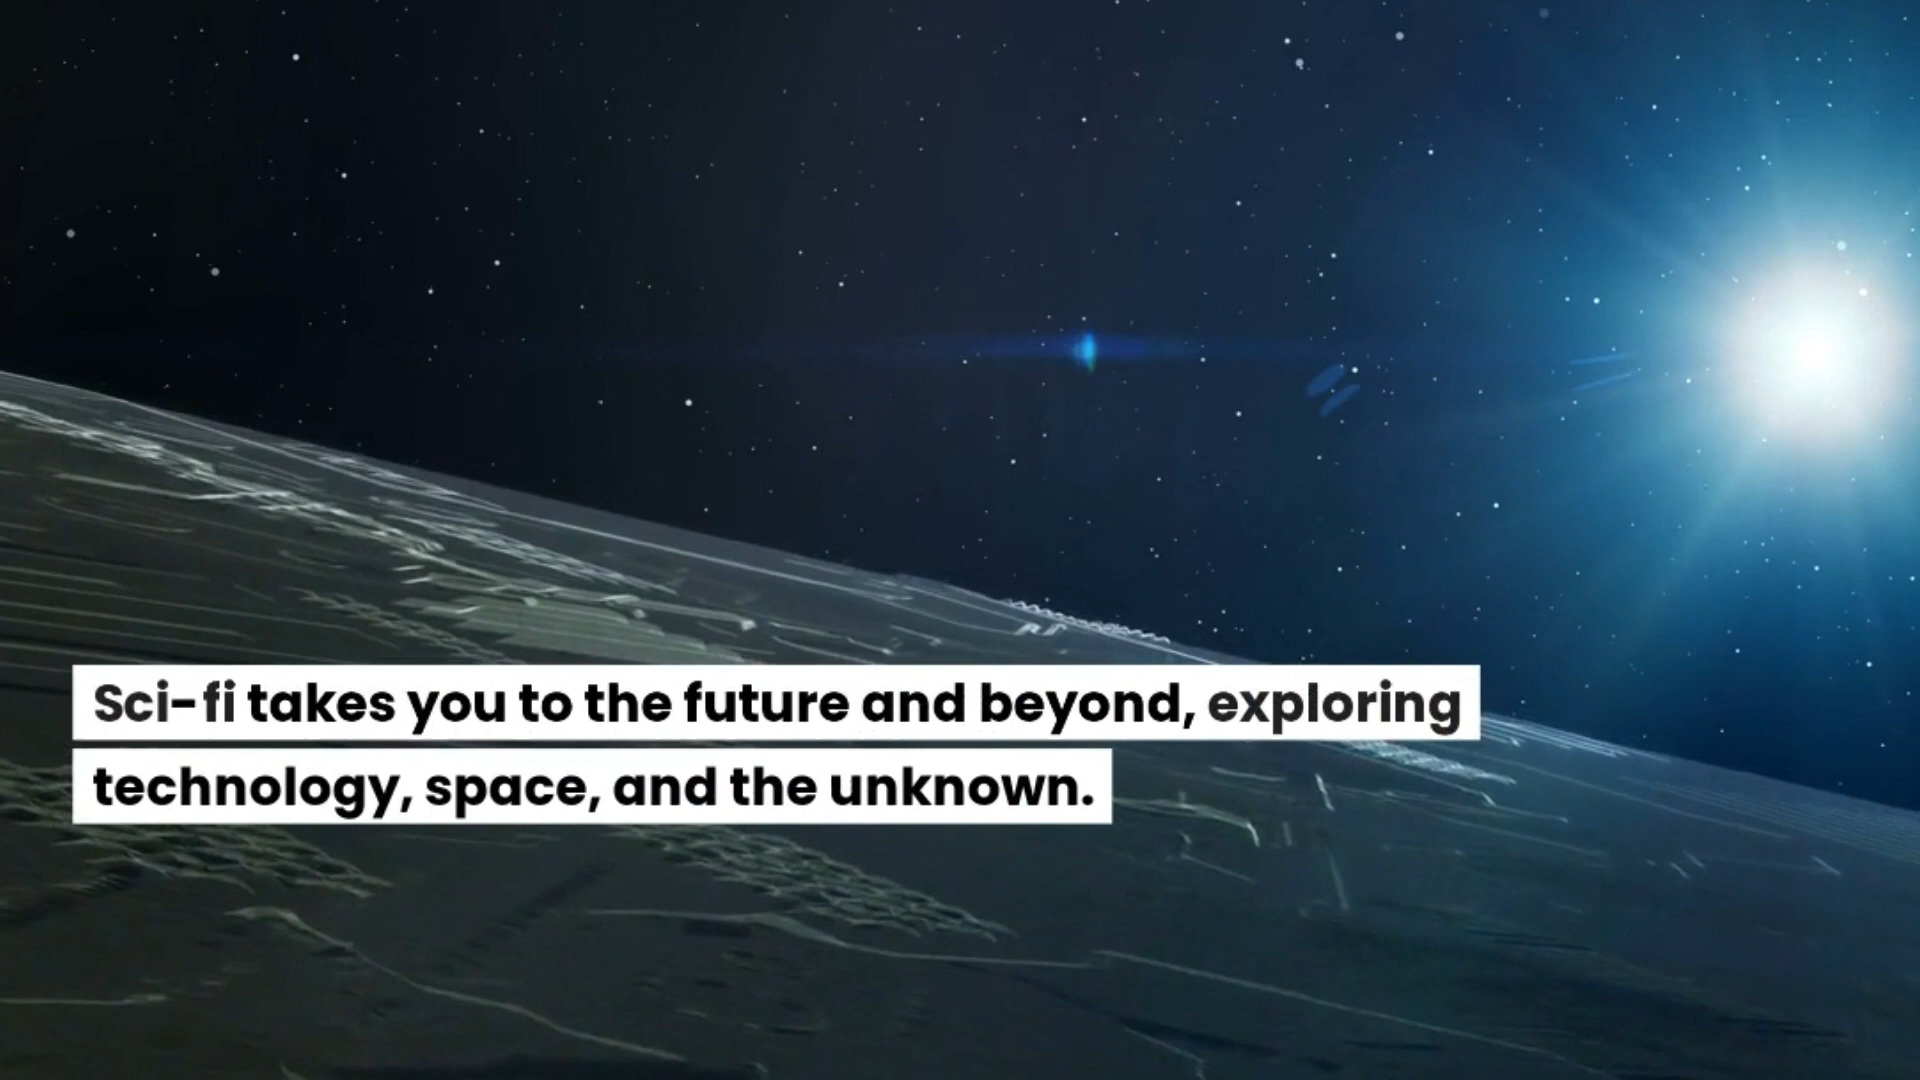 Sci-fi takes you to the future and beyond, exploring
technology, space, and the unknown.